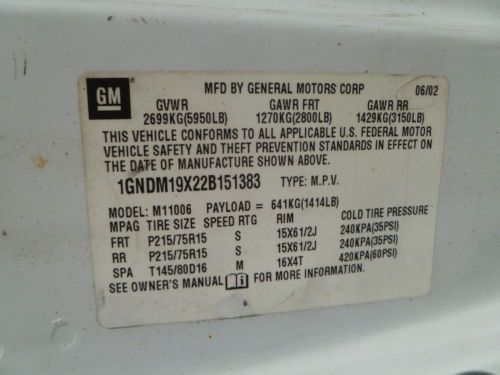 GM MFD BY GENERAL MOTORS CORP 06/02
GVWR GAWR FRT GAWR RR
2699KG(5950LB) 1270KG(2800LB) 1429KG(3150LB)
THIS VEHICLE CONFORMS TO ALL APPLICABLE U.S. FEDERAL MOTOR
VEHICLE SAFETY AND THEFT PREVENTION STANDARDS IN EFFECT ON
THE DATE OF MANUFACTURE SHOWN ABOVE.
1GNDM19X22B151383 TYPE: M.P.V.
MODEL: M11006 PAYLOAD = 641KG(1414LB)
MPAG TIRE SIZE SPEED RTG RIM COLD TIRE PRESSURE
FRT P215/75R15 S 15X61/2J 240KPA(35PSI)
RR P215/75R15 S 15X61/2J 240KPA(35PSI)
SPA T145/80D16 M 16X4T 420KPA(60PSI)
SEE OWNER'S MANUAL i FOR MORE INFORMATION.